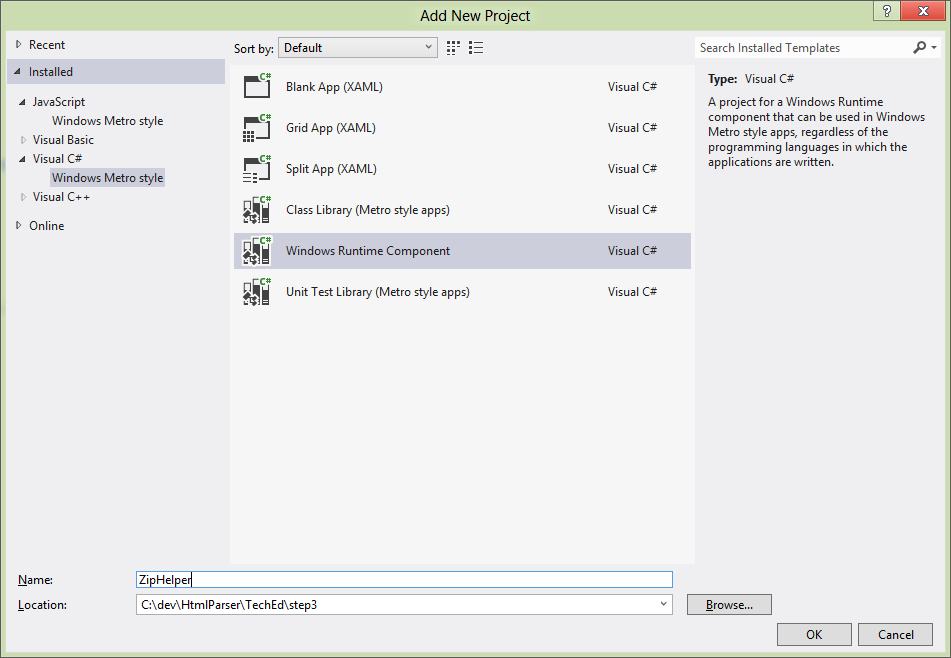 Add New Project
?
Recent
Installed
JavaScript
Windows Metro style
Visual Basic
Visual C#
Windows Metro style
Visual C++
Online
Sort by: Default
C# Blank App (XAML) Visual C#
C# Grid App (XAML) Visual C#
C# Split App (XAML) Visual C#
C# Class Library (Metro style apps) Visual C#
C# Windows Runtime Component Visual C#
C# Unit Test Library (Metro style apps) Visual C#
Search Installed Templates
Type: Visual C#
A project for a Windows Runtime
component that can be used in Windows
Metro style apps, regardless of the
programming languages in which the
applications are written.
Name: ZipHelper
Location: C:\dev\HtmlParser\TechEd\step3
Browse...
OK Cancel